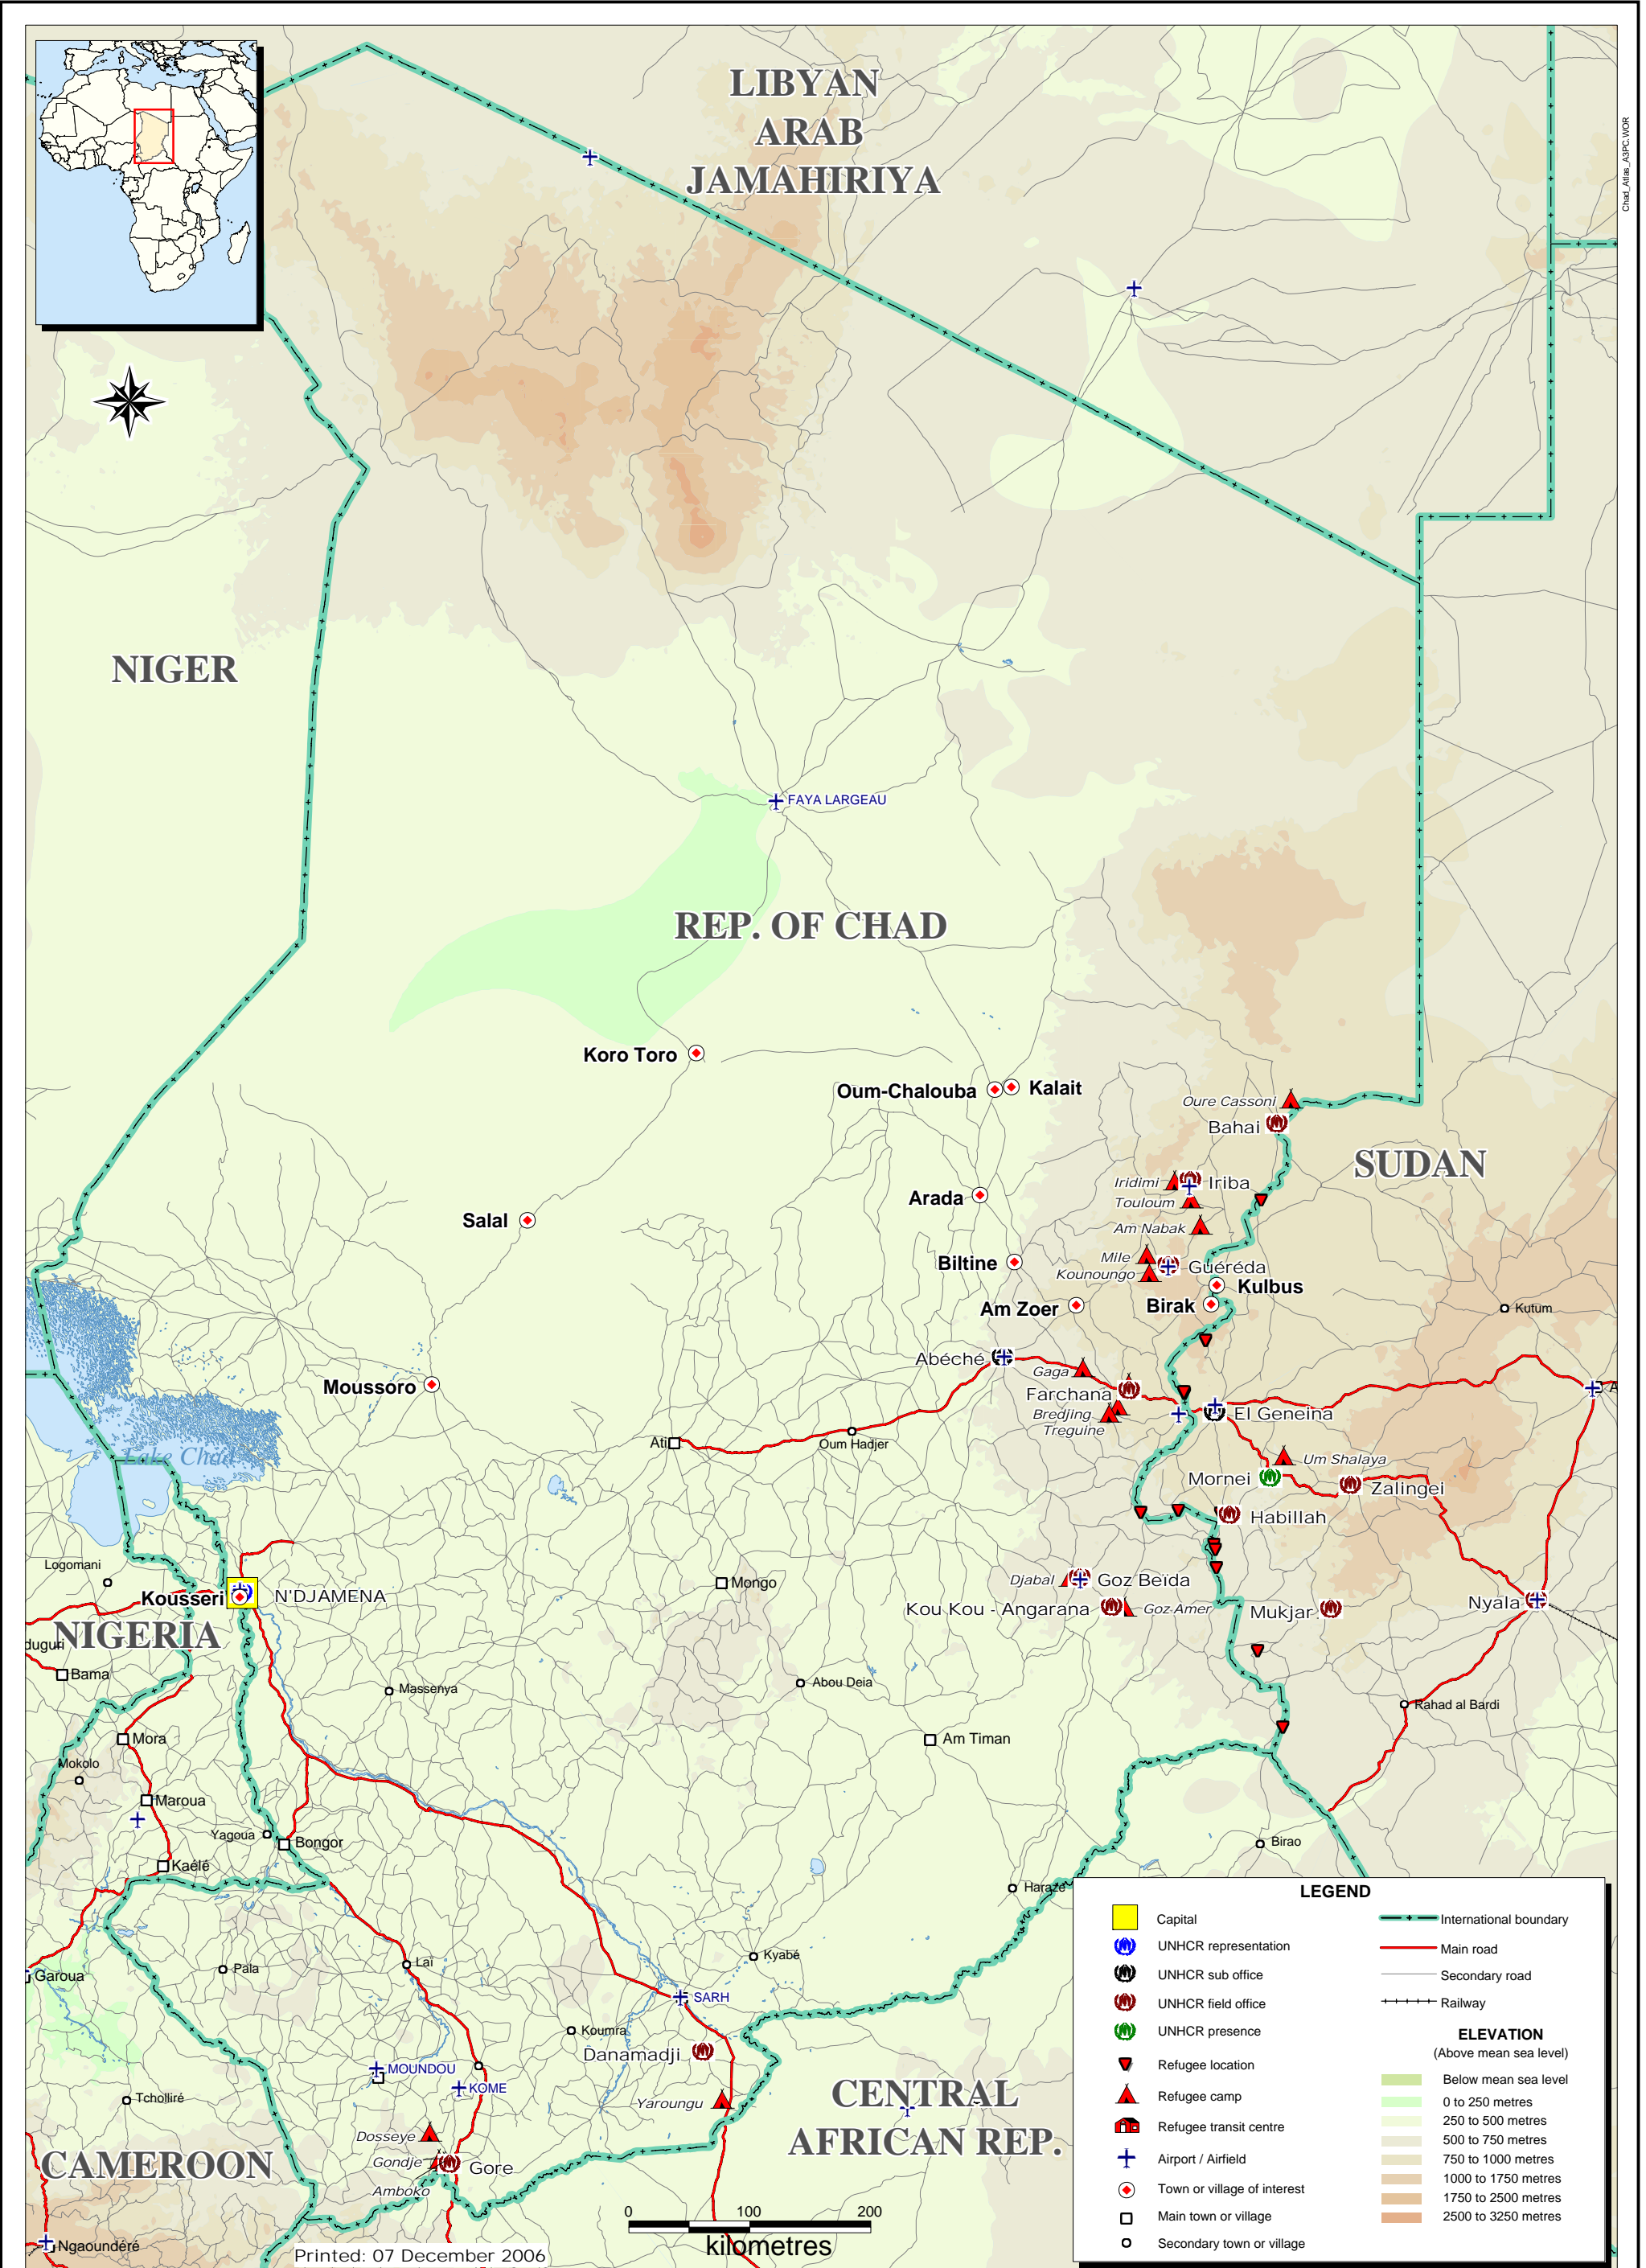 LIBYAN
ARAB
JAMAHIRIYA
Chad_Atlas_A3PC.WOR
NIGER
FAYA LARGEAU
REP. OF CHAD
Koro Toro
Oum-Chalouba
Kalait
Oure Cassoni
Bahai
SUDAN
Iridimi
Iriba
Touloum
Arada
Salal
Am Nabak
Mile
Guéréda
Biltine
Kounoungo
Kulbus
Am Zoer
Birak
Kutum
Abéché
Gaga
Moussoro
Farchana
A
Bredjing
El Geneina
Treguine
Ati
Oum Hadjer
Lake Chad
Um Shalaya
Mornei
Zalingei
Habillah
Logomani
Djabal
Goz Beïda
Mongo
Kousseri
N'DJAMENA
Kou Kou - Angarana
Goz Amer
Mukjar
Nyala
NIGERIA
duguri
Bama
Abou Deia
Massenya
Rahad al Bardi
Mora
Am Timan
Mokolo
Maroua
Yagoua
Bongor
Birao
Kaélé
Haraze
Kyabé
Pala
Laï
Garoua
SARH
Koumra
Danamadji
MOUNDOU
KOME
Tcholliré
Yaroungu
CENTRAL
AFRICAN REP.
Dosseye
Gondje
Gore
CAMEROON
Amboko
Ngaoundéré
0 100 200
kilometres
Printed: 07 December 2006
LEGEND
Capital
UNHCR representation
UNHCR sub office
UNHCR field office
UNHCR presence
Refugee location
Refugee camp
Refugee transit centre
Airport / Airfield
Town or village of interest
Main town or village
Secondary town or village
International boundary
Main road
Secondary road
Railway
ELEVATION
(Above mean sea level)
Below mean sea level
0 to 250 metres
250 to 500 metres
500 to 750 metres
750 to 1000 metres
1000 to 1750 metres
1750 to 2500 metres
2500 to 3250 metres